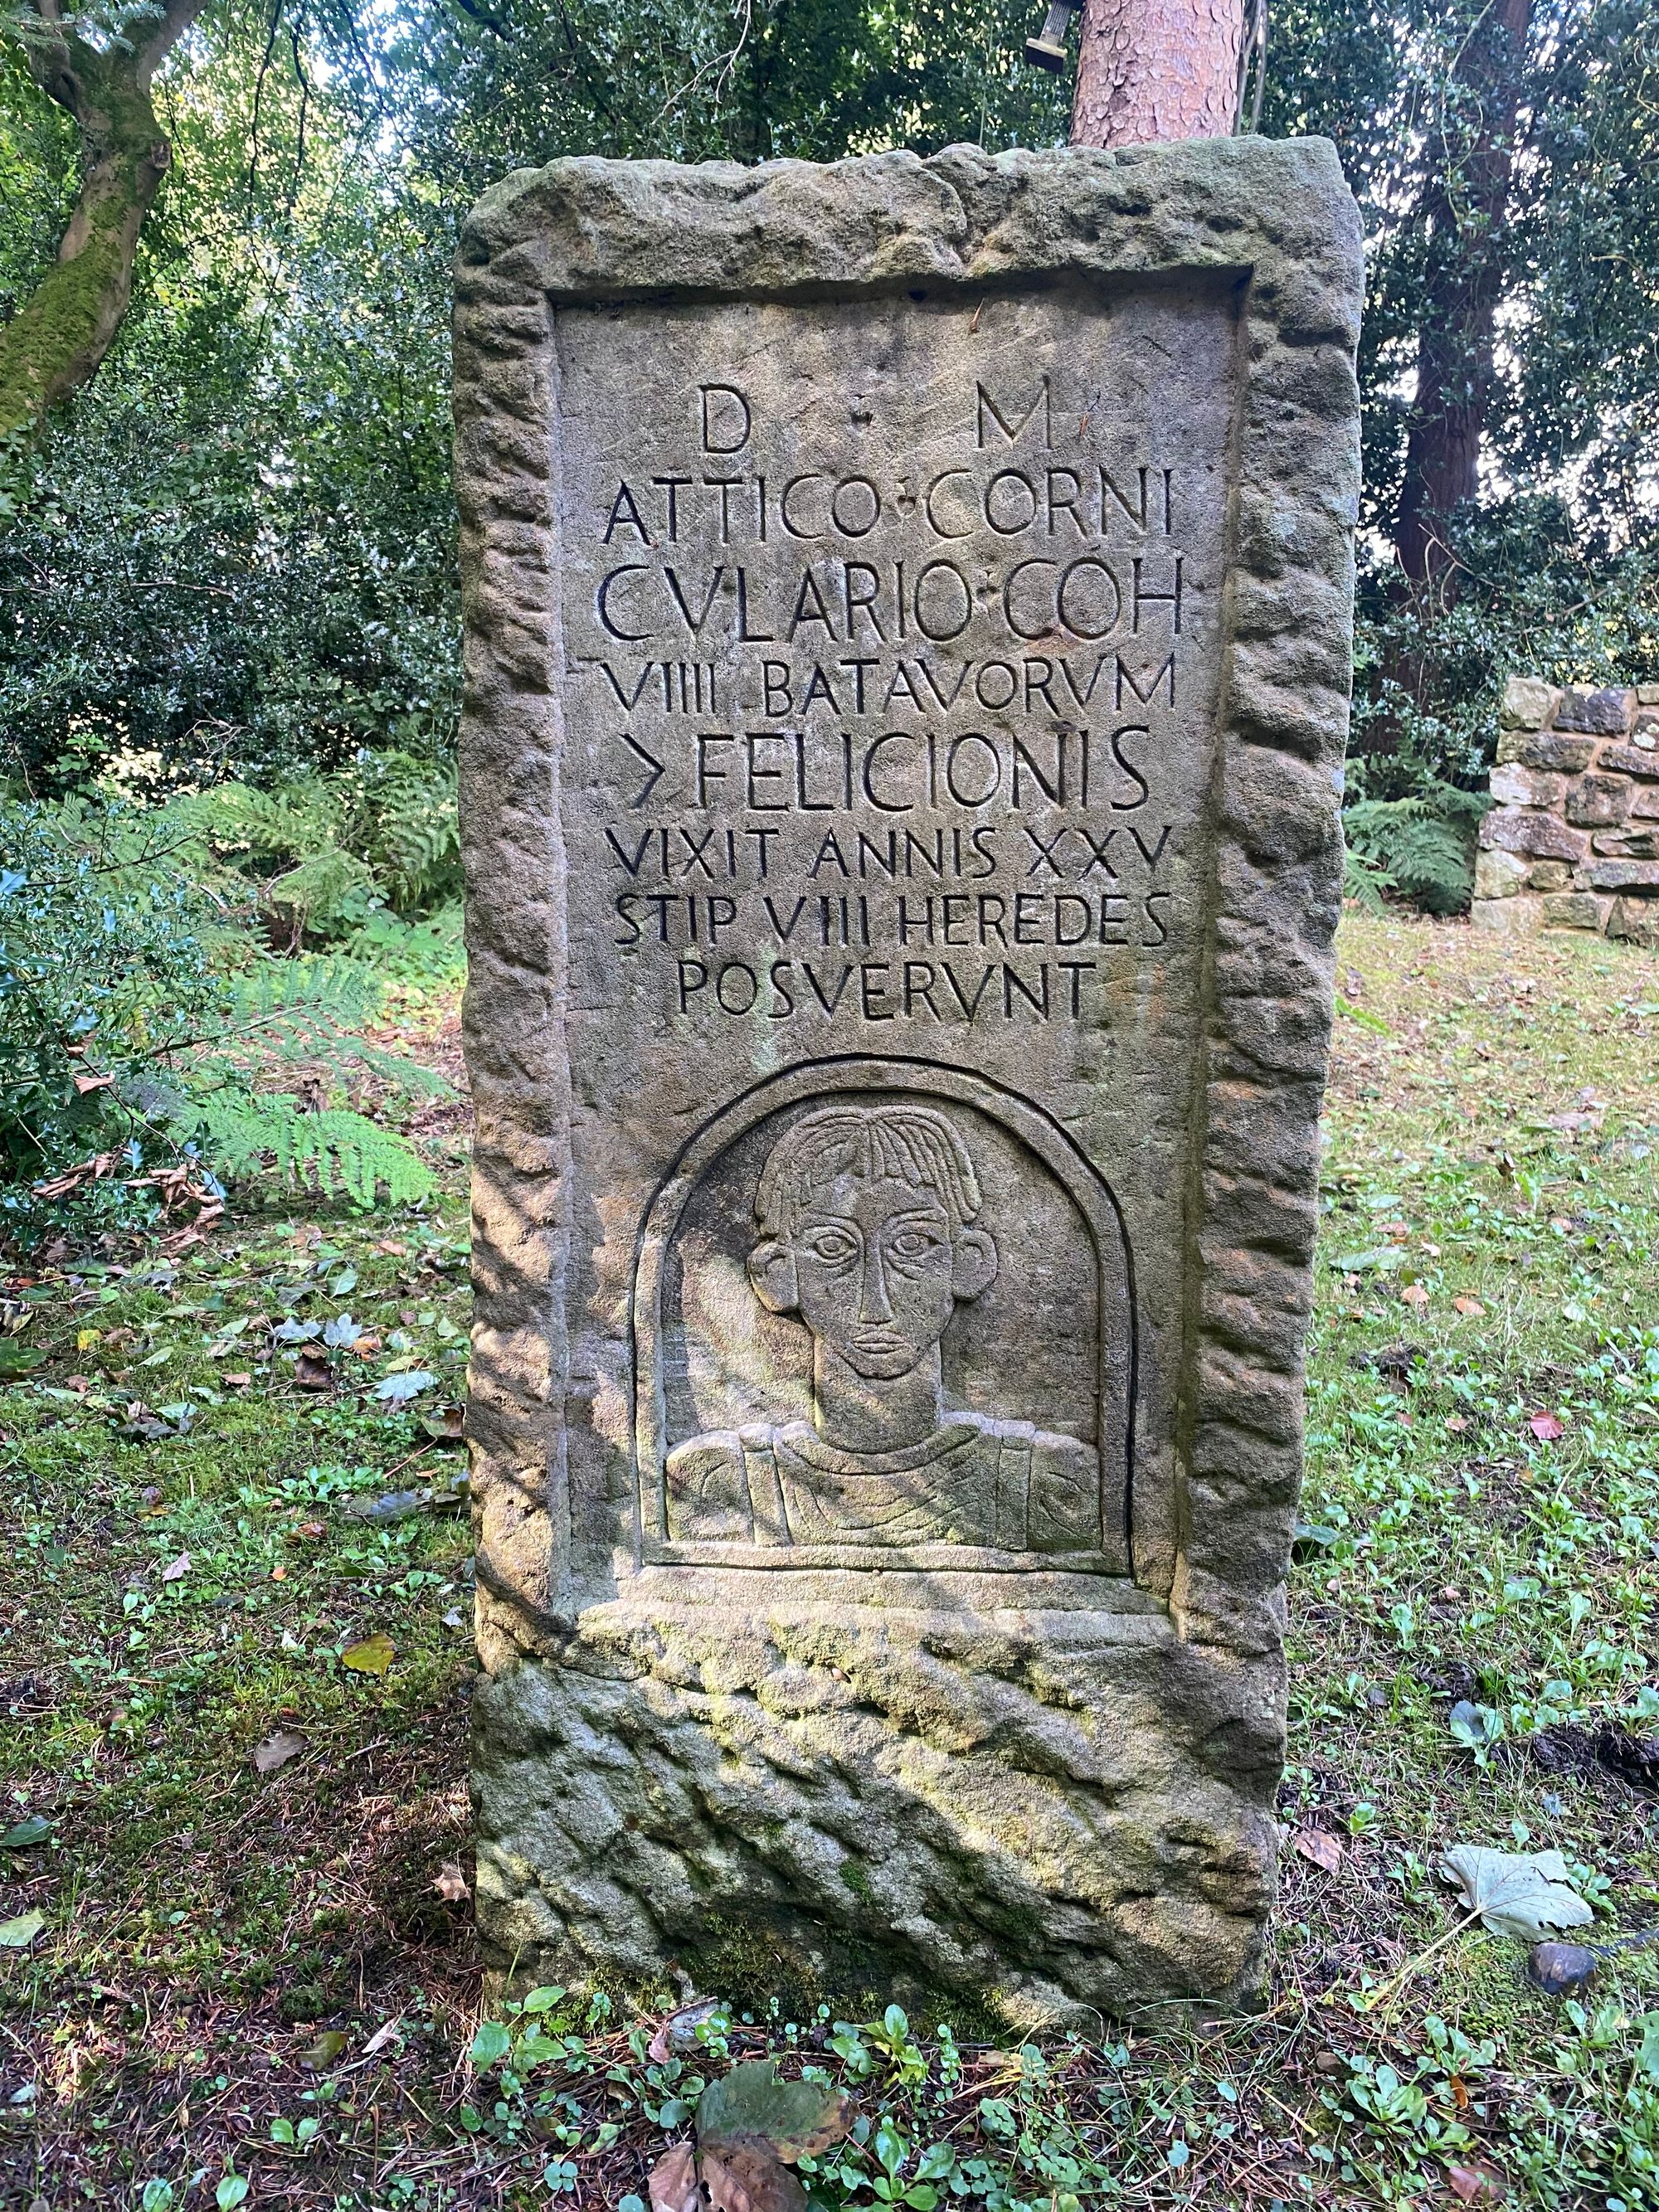 D · M
ATTICO · CORNI
CVLARIO · COH
VIIII BATAVORVM
> FELICIONIS
VIXIT ANNIS XXV
STIP VIII HEREDES
POSVERVNT